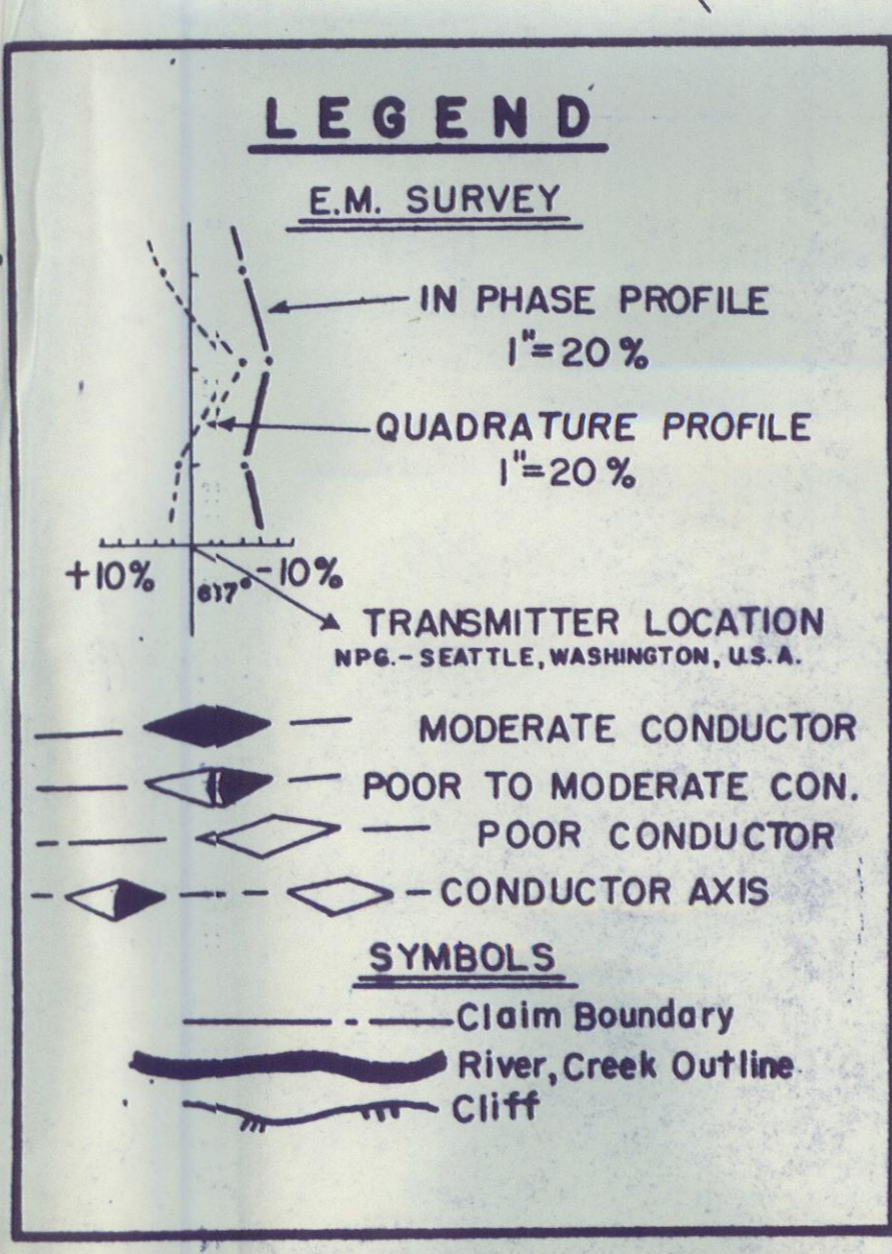 LEGEND
E.M. SURVEY
IN PHASE PROFILE
1"=20%
QUADRATURE PROFILE
1"=20%
+10% -10%
617°
TRANSMITTER LOCATION
NPG.-SEATTLE, WASHINGTON, U.S.A.
MODERATE CONDUCTOR
POOR TO MODERATE CON.
POOR CONDUCTOR
CONDUCTOR AXIS
SYMBOLS
Claim Boundary
River, Creek Outline
Cliff